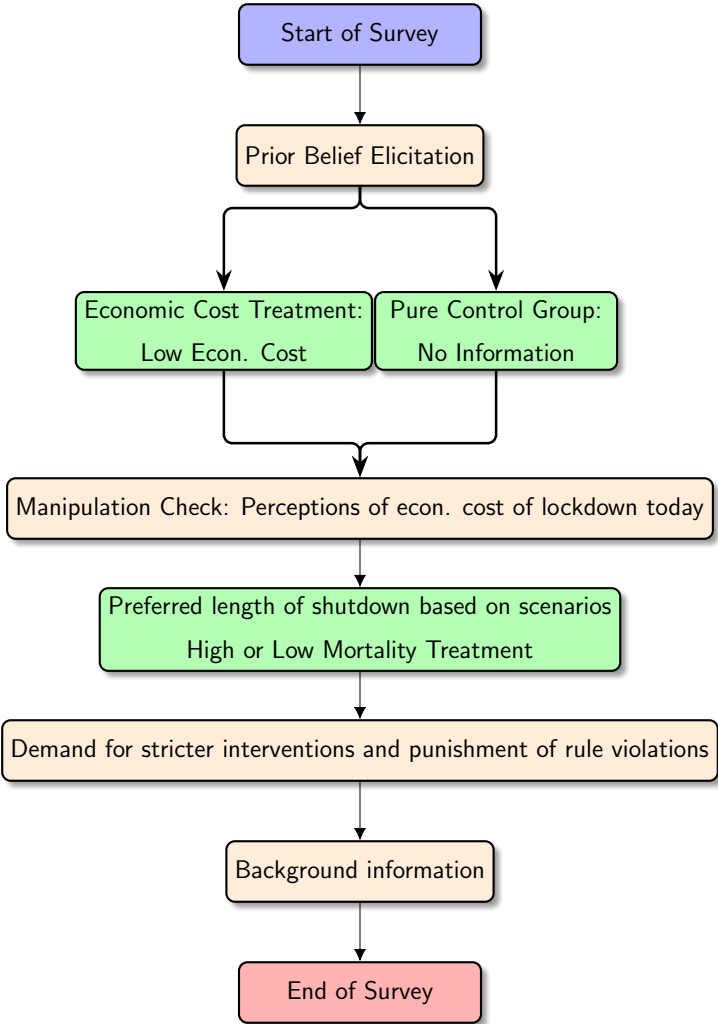 Start of Survey
Prior Belief Elicitation
Economic Cost Treatment:
Low Econ. Cost
Pure Control Group:
No Information
Manipulation Check: Perceptions of econ. cost of lockdown today
Preferred length of shutdown based on scenarios
High or Low Mortality Treatment
Demand for stricter interventions and punishment of rule violations
Background information
End of Survey